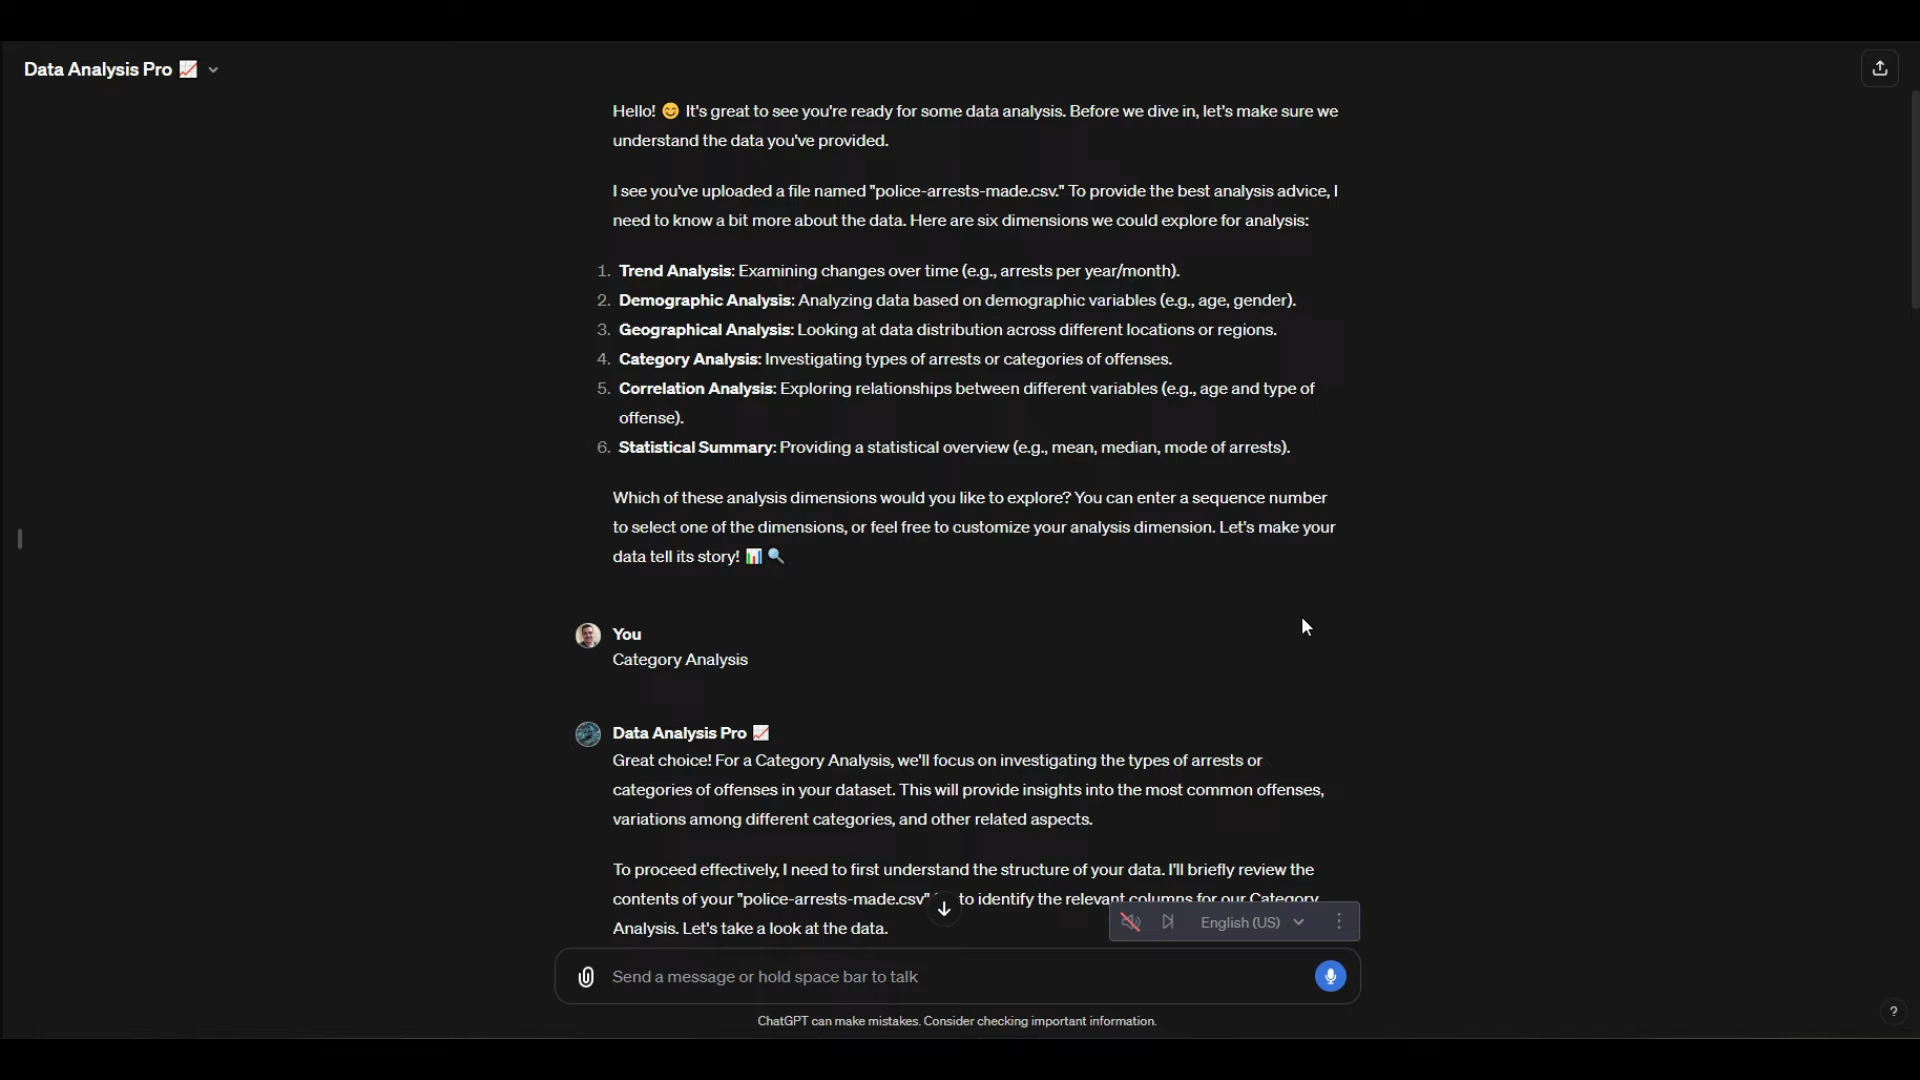 Data Analysis Pro 📈
Hello! 😊 It's great to see you're ready for some data analysis. Before we dive in, let's make sure we
understand the data you've provided.
I see you've uploaded a file named "police-arrests-made.csv." To provide the best analysis advice, I
need to know a bit more about the data. Here are six dimensions we could explore for analysis:
1. Trend Analysis: Examining changes over time (e.g., arrests per year/month).
2. Demographic Analysis: Analyzing data based on demographic variables (e.g., age, gender).
3. Geographical Analysis: Looking at data distribution across different locations or regions.
4. Category Analysis: Investigating types of arrests or categories of offenses.
5. Correlation Analysis: Exploring relationships between different variables (e.g., age and type of
offense).
6. Statistical Summary: Providing a statistical overview (e.g., mean, median, mode of arrests).
Which of these analysis dimensions would you like to explore? You can enter a sequence number
to select one of the dimensions, or feel free to customize your analysis dimension. Let's make your
data tell its story! 📊 🔍
You
Category Analysis
Data Analysis Pro 📈
Great choice! For a Category Analysis, we'll focus on investigating the types of arrests or
categories of offenses in your dataset. This will provide insights into the most common offenses,
variations among different categories, and other related aspects.
To proceed effectively, I need to first understand the structure of your data. I'll briefly review the
contents of your "police-arrests-made.csv" to identify the relevant columns for our Category
Analysis. Let's take a look at the data.
English (US)
Send a message or hold space bar to talk
ChatGPT can make mistakes. Consider checking important information.
?